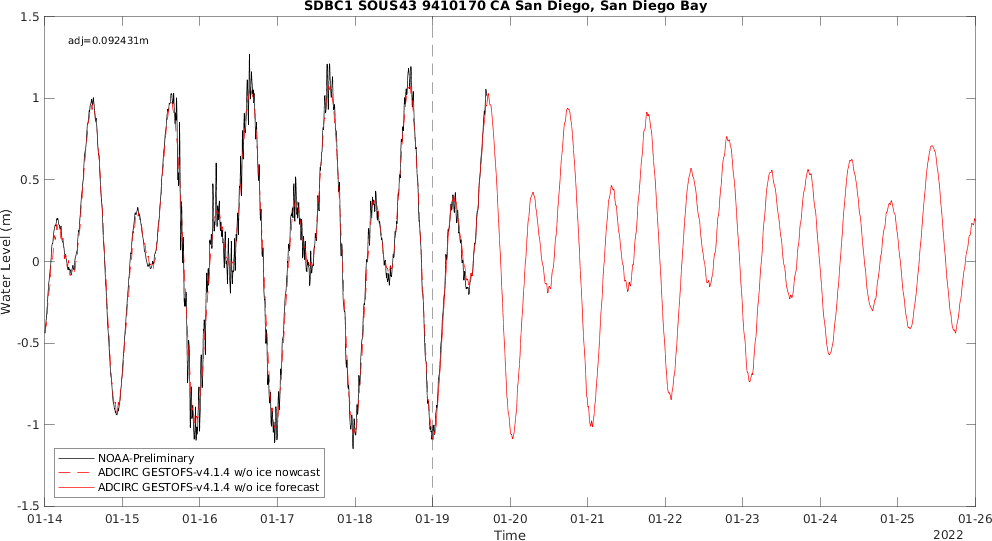 SDBC1 SOUS43 9410170 CA San Diego, San Diego Bay
adj=0.092431m
Water Level (m)
1.5
1
0.5
0
-0.5
-1
-1.5
NOAA-Preliminary
ADCIRC GESTOFS-v4.1.4 w/o ice nowcast
ADCIRC GESTOFS-v4.1.4 w/o ice forecast
01-14 01-15 01-16 01-17 01-18 01-19 01-20 01-21 01-22 01-23 01-24 01-25 01-26
Time
2022